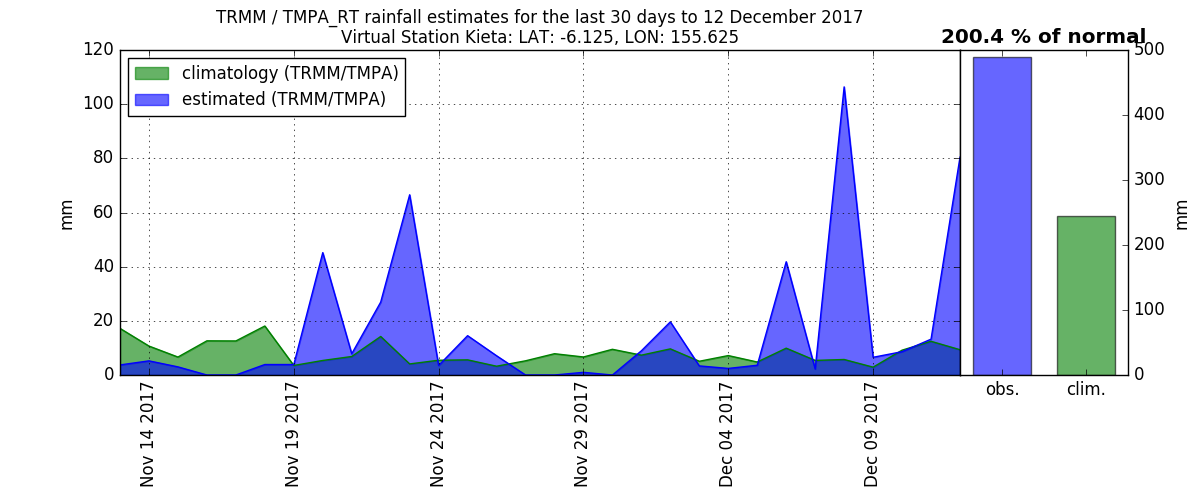 TRMM / TMPA_RT rainfall estimates for the last 30 days to 12 December 2017
Virtual Station Kieta: LAT: -6.125, LON: 155.625
200.4 % of normal
climatology (TRMM/TMPA)
estimated (TRMM/TMPA)
120
100
80
60
40
20
0
mm
Nov 14 2017
Nov 19 2017
Nov 24 2017
Nov 29 2017
Dec 04 2017
Dec 09 2017
500
400
300
200
100
0
mm
obs.
clim.